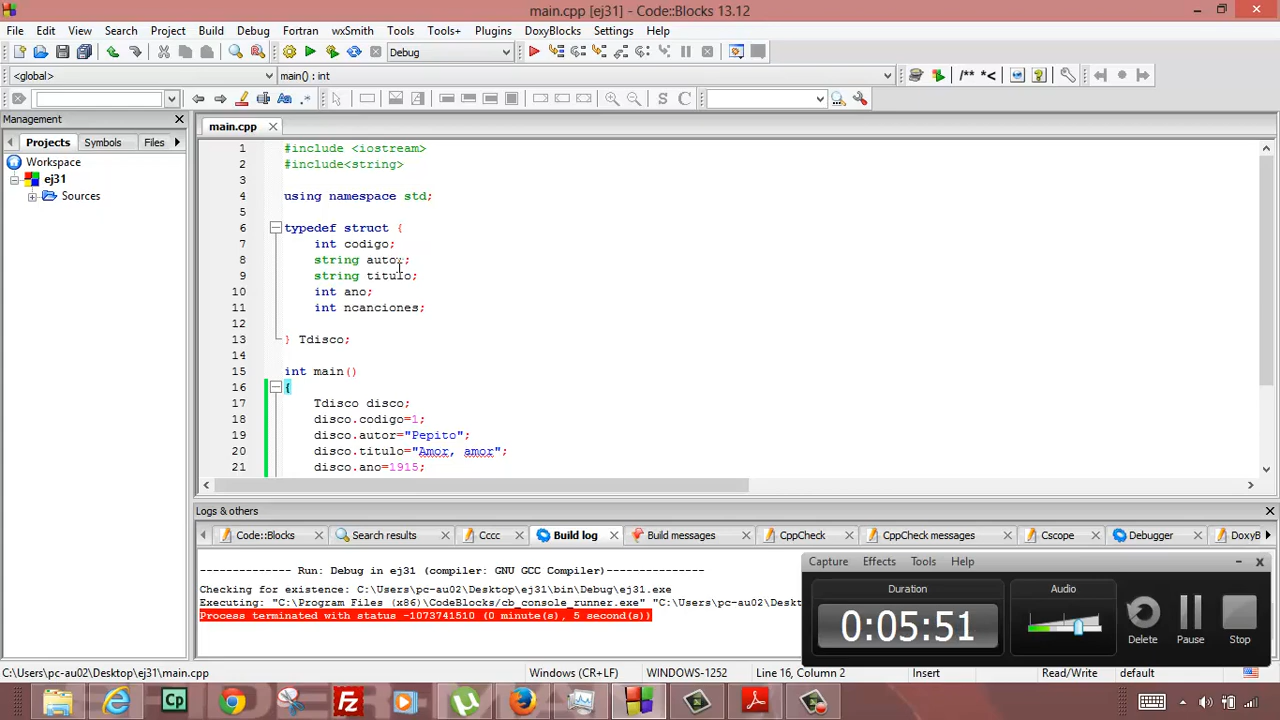 main.cpp [ej31] - Code::Blocks 13.12
File Edit View Search Project Build Debug Fortran wxSmith Tools Tools+ Plugins DoxyBlocks Settings Help
Debug
<global> main() : int /** *<
S C
Management
Projects Symbols Files
Workspace
ej31
Sources
main.cpp
1 #include <iostream>
2 #include<string>
3
4 using namespace std;
5
6 typedef struct {
7 int codigo;
8 string autor;
9 string titulo;
10 int ano;
11 int ncanciones;
12
13 } Tdisco;
14
15 int main()
16 {
17 Tdisco disco;
18 disco.codigo=1;
19 disco.autor="Pepito";
20 disco.titulo="Amor, amor";
21 disco.ano=1915;
Logs & others
Code::Blocks Search results Cccc Build log Build messages CppCheck CppCheck messages Cscope Debugger DoxyB
-------------- Run: Debug in ej31 (compiler: GNU GCC Compiler)---------------
Checking for existence: C:\Users\pc-au02\Desktop\ej31\bin\Debug\ej31.exe
Executing: "C:\Program Files (x86)\CodeBlocks/cb_console_runner.exe" "C:\Users\pc-au02\Deskt
Process terminated with status -1073741510 (0 minute(s), 5 second(s))
Capture Effects Tools Help
Duration Audio
0:05:51
Delete Pause Stop
C:\Users\pc-au02\Desktop\ej31\main.cpp Windows (CR+LF) WINDOWS-1252 Line 16, Column 2 Insert Read/Write default
Cp
Fz